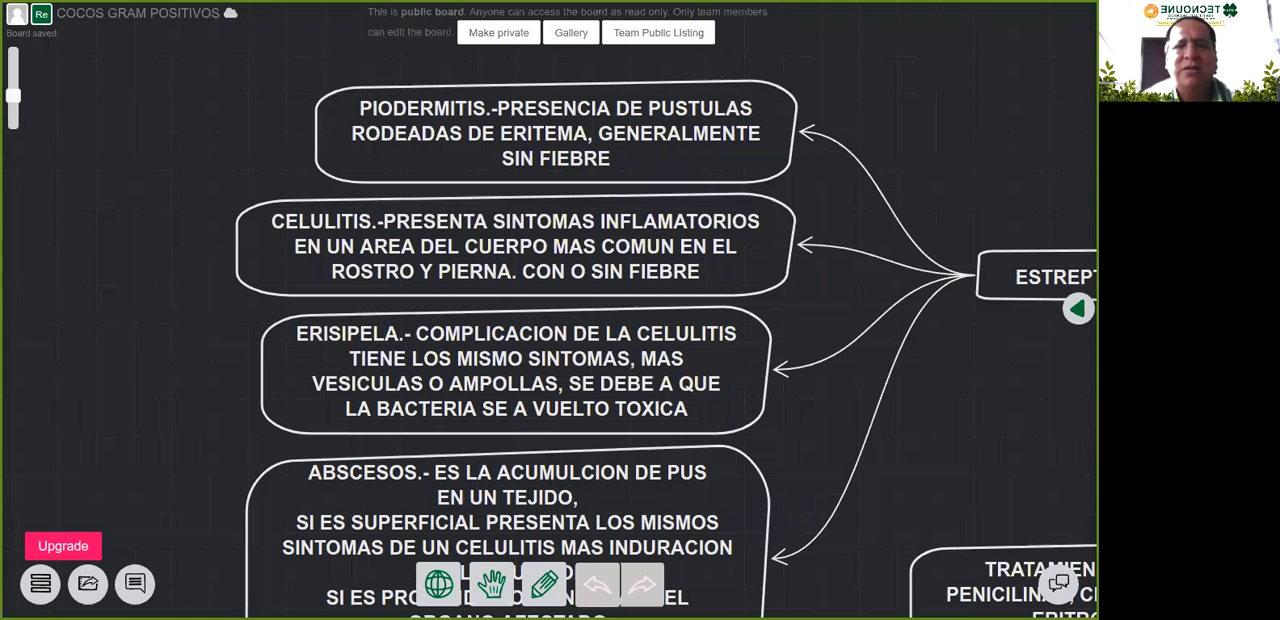 Re COCOS GRAM POSITIVOS
Board saved
This is public board. Anyone can access the board as read only. Only team members
can edit the board. Make private Gallery Team Public Listing
TECNOUNE
PIODERMITIS.-PRESENCIA DE PUSTULAS
RODEADAS DE ERITEMA, GENERALMENTE
SIN FIEBRE
CELULITIS.-PRESENTA SINTOMAS INFLAMATORIOS
EN UN AREA DEL CUERPO MAS COMUN EN EL
ROSTRO Y PIERNA. CON O SIN FIEBRE
ESTREPT
ERISIPELA.- COMPLICACION DE LA CELULITIS
TIENE LOS MISMO SINTOMAS, MAS
VESICULAS O AMPOLLAS, SE DEBE A QUE
LA BACTERIA SE A VUELTO TOXICA
ABSCESOS.- ES LA ACUMULCION DE PUS
EN UN TEJIDO,
SI ES SUPERFICIAL PRESENTA LOS MISMOS
SINTOMAS DE UN CELULITIS MAS INDURACION
SI ES EL
TRATAMIEN
PENICILINA
Upgrade